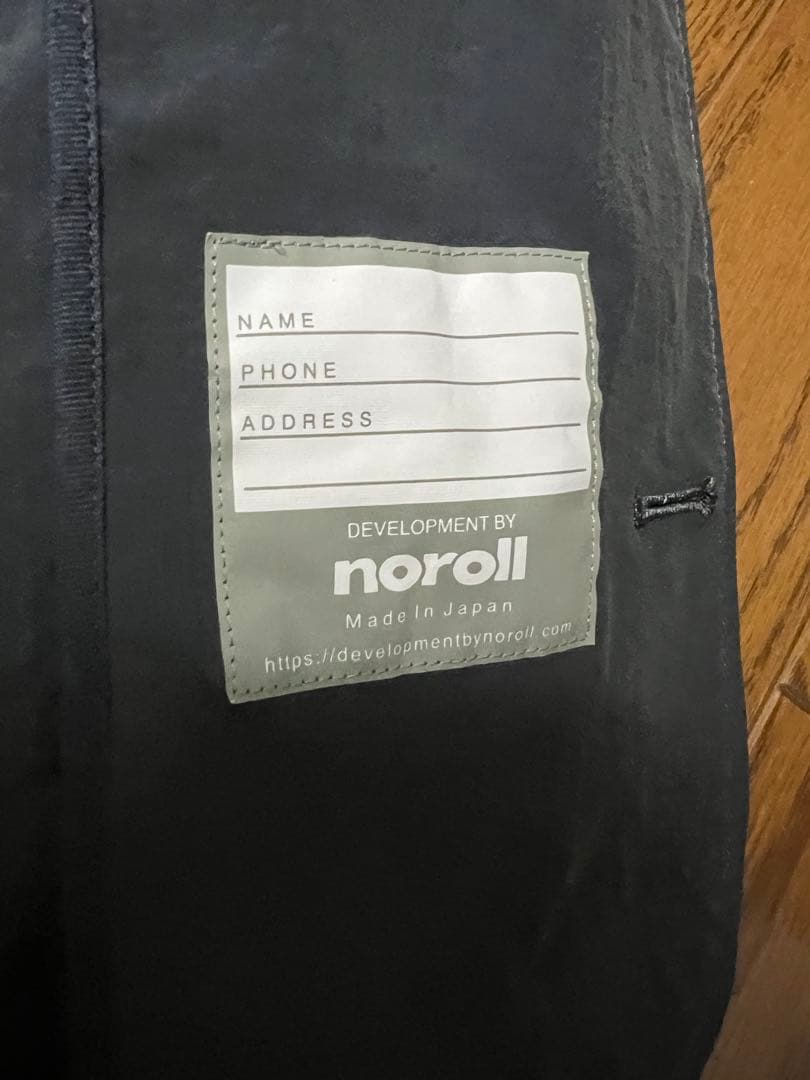 NAME
PHONE
ADDRESS
DEVELOPMENT BY
noroll
Made In Japan
https://developmentbynoroll.com